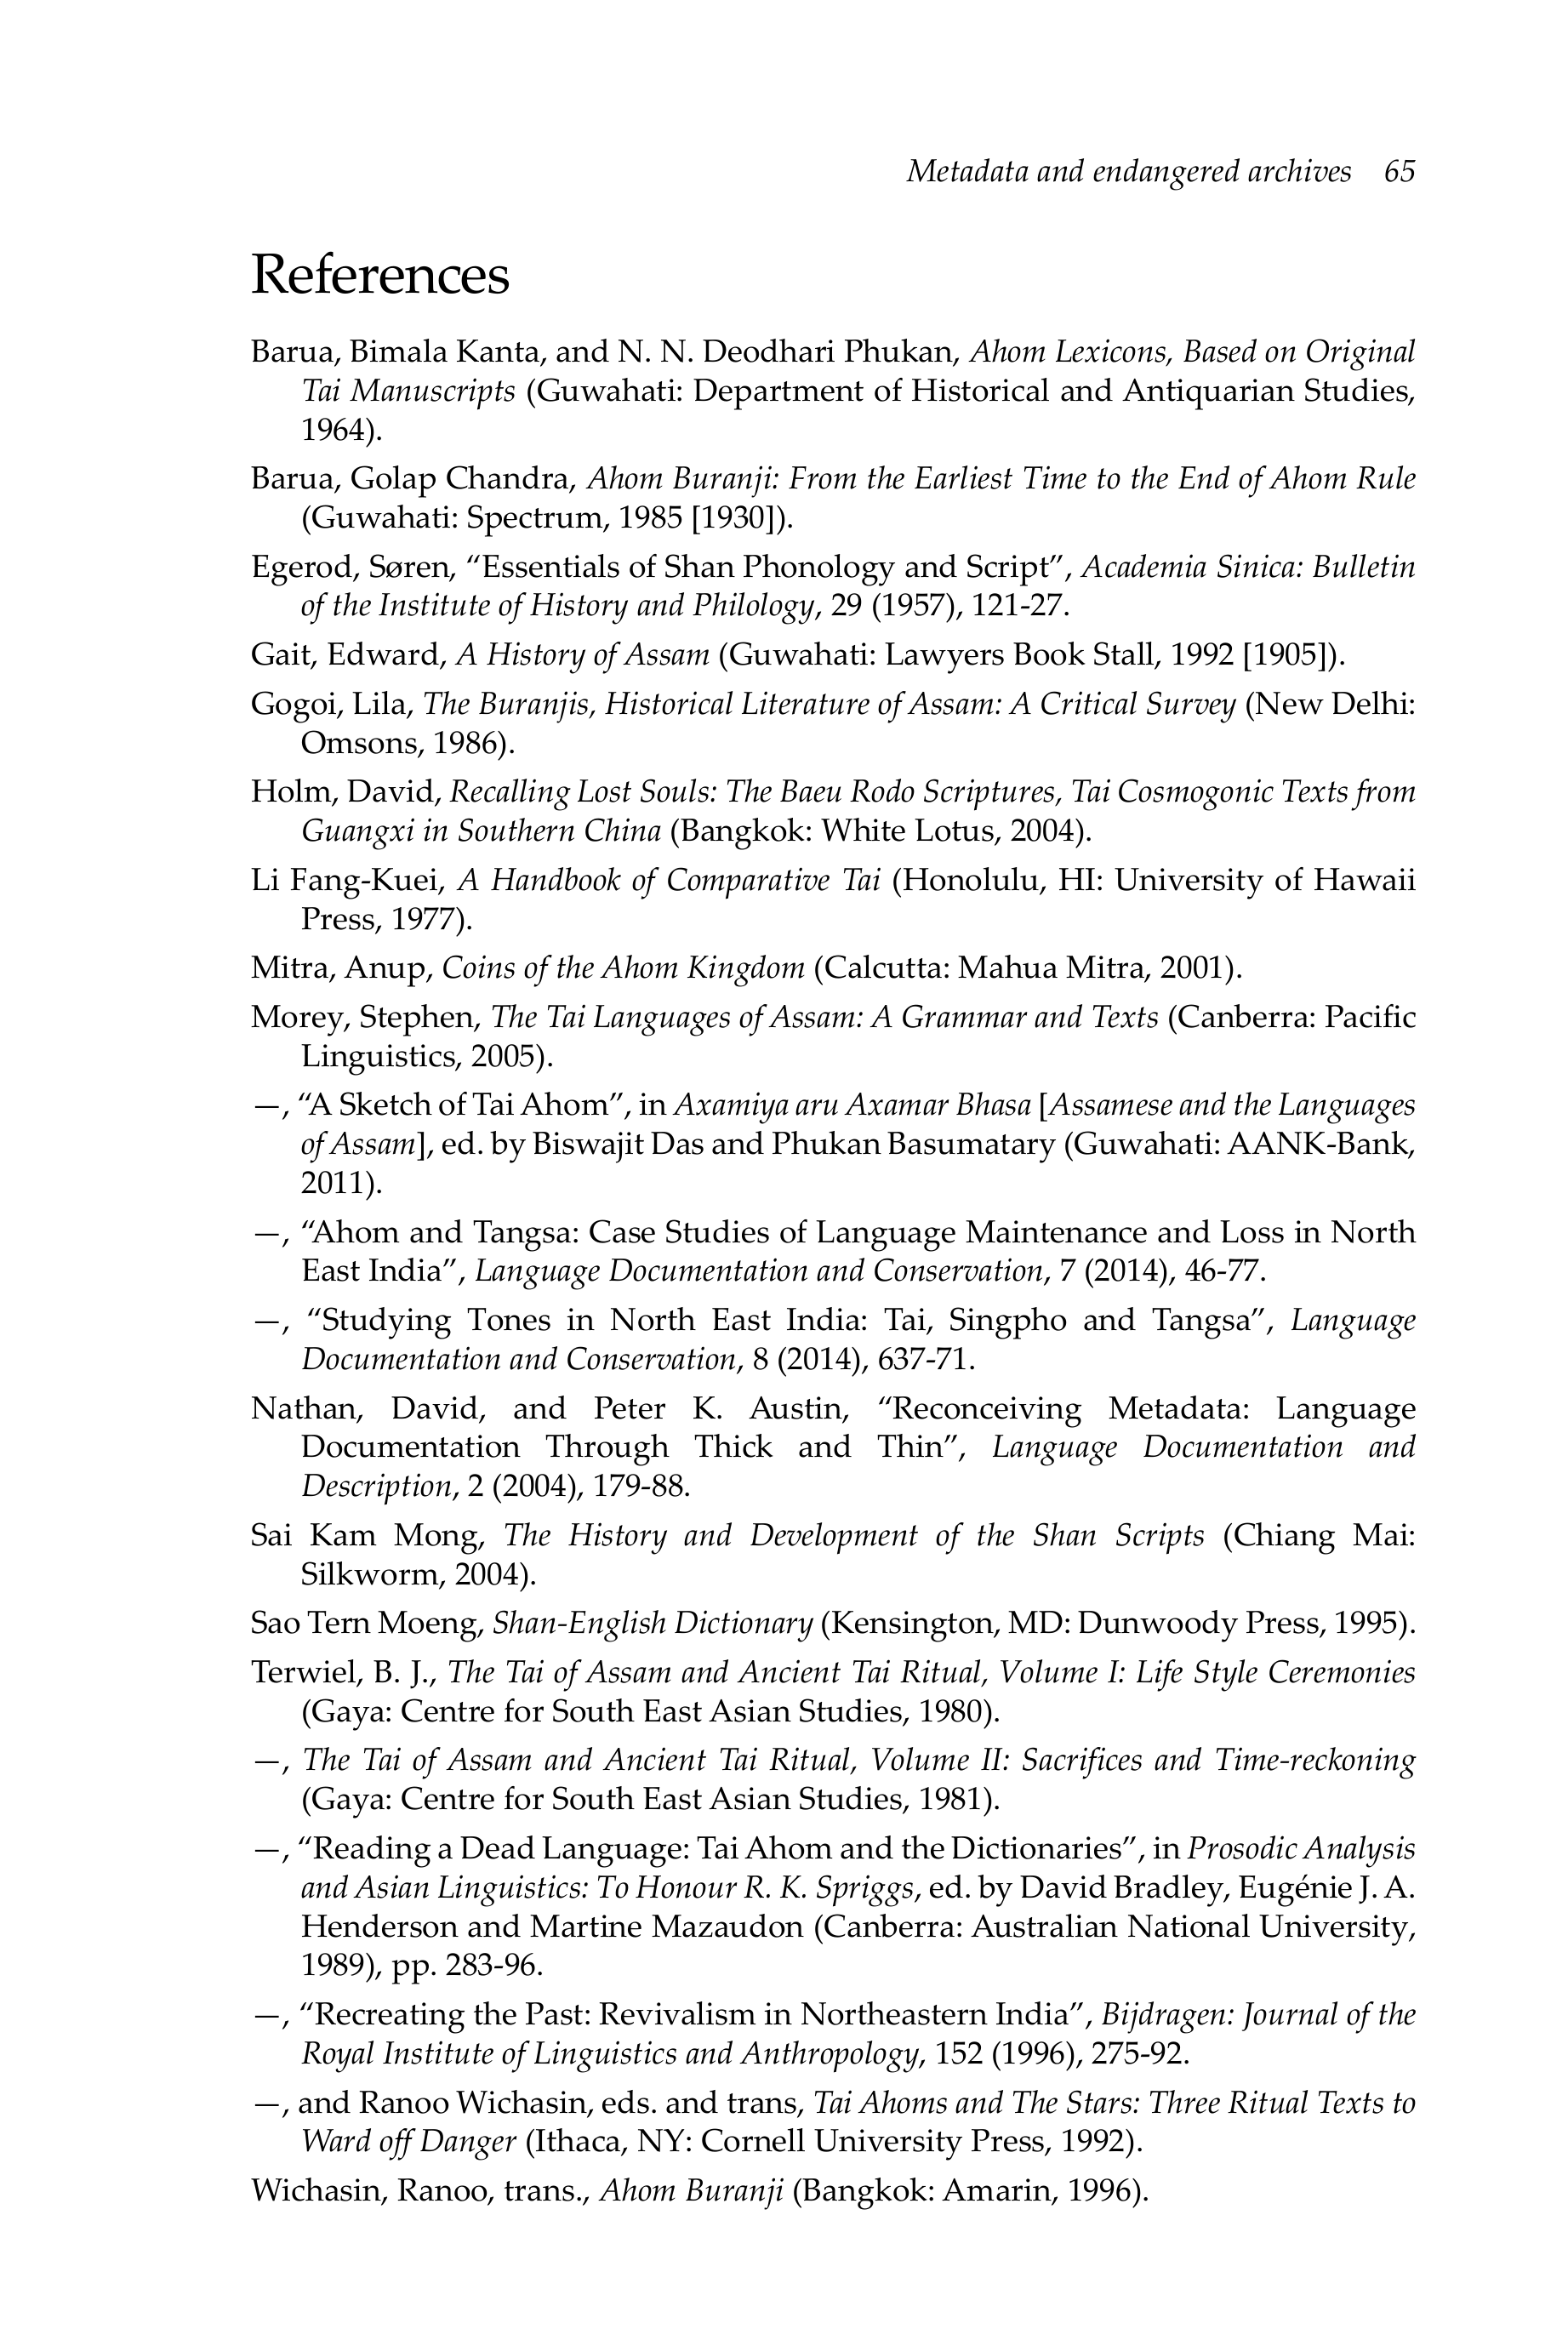 Metadata and endangered archives 65
References
Barua, Bimala Kanta, and N. N. Deodhari Phukan, Ahom Lexicons, Based on Original
Tai Manuscripts (Guwahati: Department of Historical and Antiquarian Studies,
1964).
Barua, Golap Chandra, Ahom Buranji: From the Earliest Time to the End of Ahom Rule
(Guwahati: Spectrum, 1985 [1930]).
Egerod, Søren, “Essentials of Shan Phonology and Script”, Academia Sinica: Bulletin
of the Institute of History and Philology, 29 (1957), 121-27.
Gait, Edward, A History of Assam (Guwahati: Lawyers Book Stall, 1992 [1905]).
Gogoi, Lila, The Buranjis, Historical Literature of Assam: A Critical Survey (New Delhi:
Omsons, 1986).
Holm, David, Recalling Lost Souls: The Baeu Rodo Scriptures, Tai Cosmogonic Texts from
Guangxi in Southern China (Bangkok: White Lotus, 2004).
Li Fang-Kuei, A Handbook of Comparative Tai (Honolulu, HI: University of Hawaii
Press, 1977).
Mitra, Anup, Coins of the Ahom Kingdom (Calcutta: Mahua Mitra, 2001).
Morey, Stephen, The Tai Languages of Assam: A Grammar and Texts (Canberra: Pacific
Linguistics, 2005).
—, “A Sketch of Tai Ahom”, in Axamiya aru Axamar Bhasa [Assamese and the Languages
of Assam], ed. by Biswajit Das and Phukan Basumatary (Guwahati: AANK-Bank,
2011).
—, “Ahom and Tangsa: Case Studies of Language Maintenance and Loss in North
East India”, Language Documentation and Conservation, 7 (2014), 46-77.
—, “Studying Tones in North East India: Tai, Singpho and Tangsa”, Language
Documentation and Conservation, 8 (2014), 637-71.
Nathan, David, and Peter K. Austin, “Reconceiving Metadata: Language
Documentation Through Thick and Thin”, Language Documentation and
Description, 2 (2004), 179-88.
Sai Kam Mong, The History and Development of the Shan Scripts (Chiang Mai:
Silkworm, 2004).
Sao Tern Moeng, Shan-English Dictionary (Kensington, MD: Dunwoody Press, 1995).
Terwiel, B. J., The Tai of Assam and Ancient Tai Ritual, Volume I: Life Style Ceremonies
(Gaya: Centre for South East Asian Studies, 1980).
—, The Tai of Assam and Ancient Tai Ritual, Volume II: Sacrifices and Time-reckoning
(Gaya: Centre for South East Asian Studies, 1981).
—, “Reading a Dead Language: Tai Ahom and the Dictionaries”, in Prosodic Analysis
and Asian Linguistics: To Honour R. K. Spriggs, ed. by David Bradley, Eugénie J. A.
Henderson and Martine Mazaudon (Canberra: Australian National University,
1989), pp. 283-96.
—, “Recreating the Past: Revivalism in Northeastern India”, Bijdragen: Journal of the
Royal Institute of Linguistics and Anthropology, 152 (1996), 275-92.
—, and Ranoo Wichasin, eds. and trans, Tai Ahoms and The Stars: Three Ritual Texts to
Ward off Danger (Ithaca, NY: Cornell University Press, 1992).
Wichasin, Ranoo, trans., Ahom Buranji (Bangkok: Amarin, 1996).